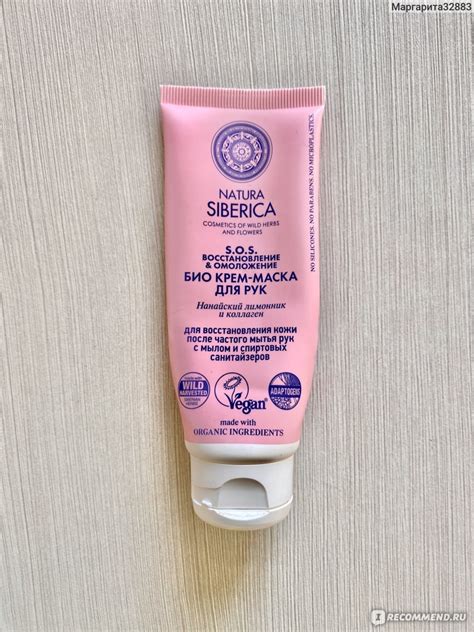 Маргарита32883
NATURA
SIBERICA
COSMETICS OF WILD HERBS
AND FLOWERS
S.O.S.
ВОССТАНОВЛЕНИЕ
& ОМОЛОЖЕНИЕ
БИО КРЕМ-МАСКА
ДЛЯ РУК
Нанайский лимонник
и коллаген
для восстановления кожи
после частого мытья рук
с мылом и спиртовых
санитайзеров
WILD
HARVESTED
Vegan
ADAPTOGENS
made with
ORGANIC INGREDIENTS
NO SILICONES. NO PARABENS. NO MICROPLASTICS.
I RECOMMEND.RU